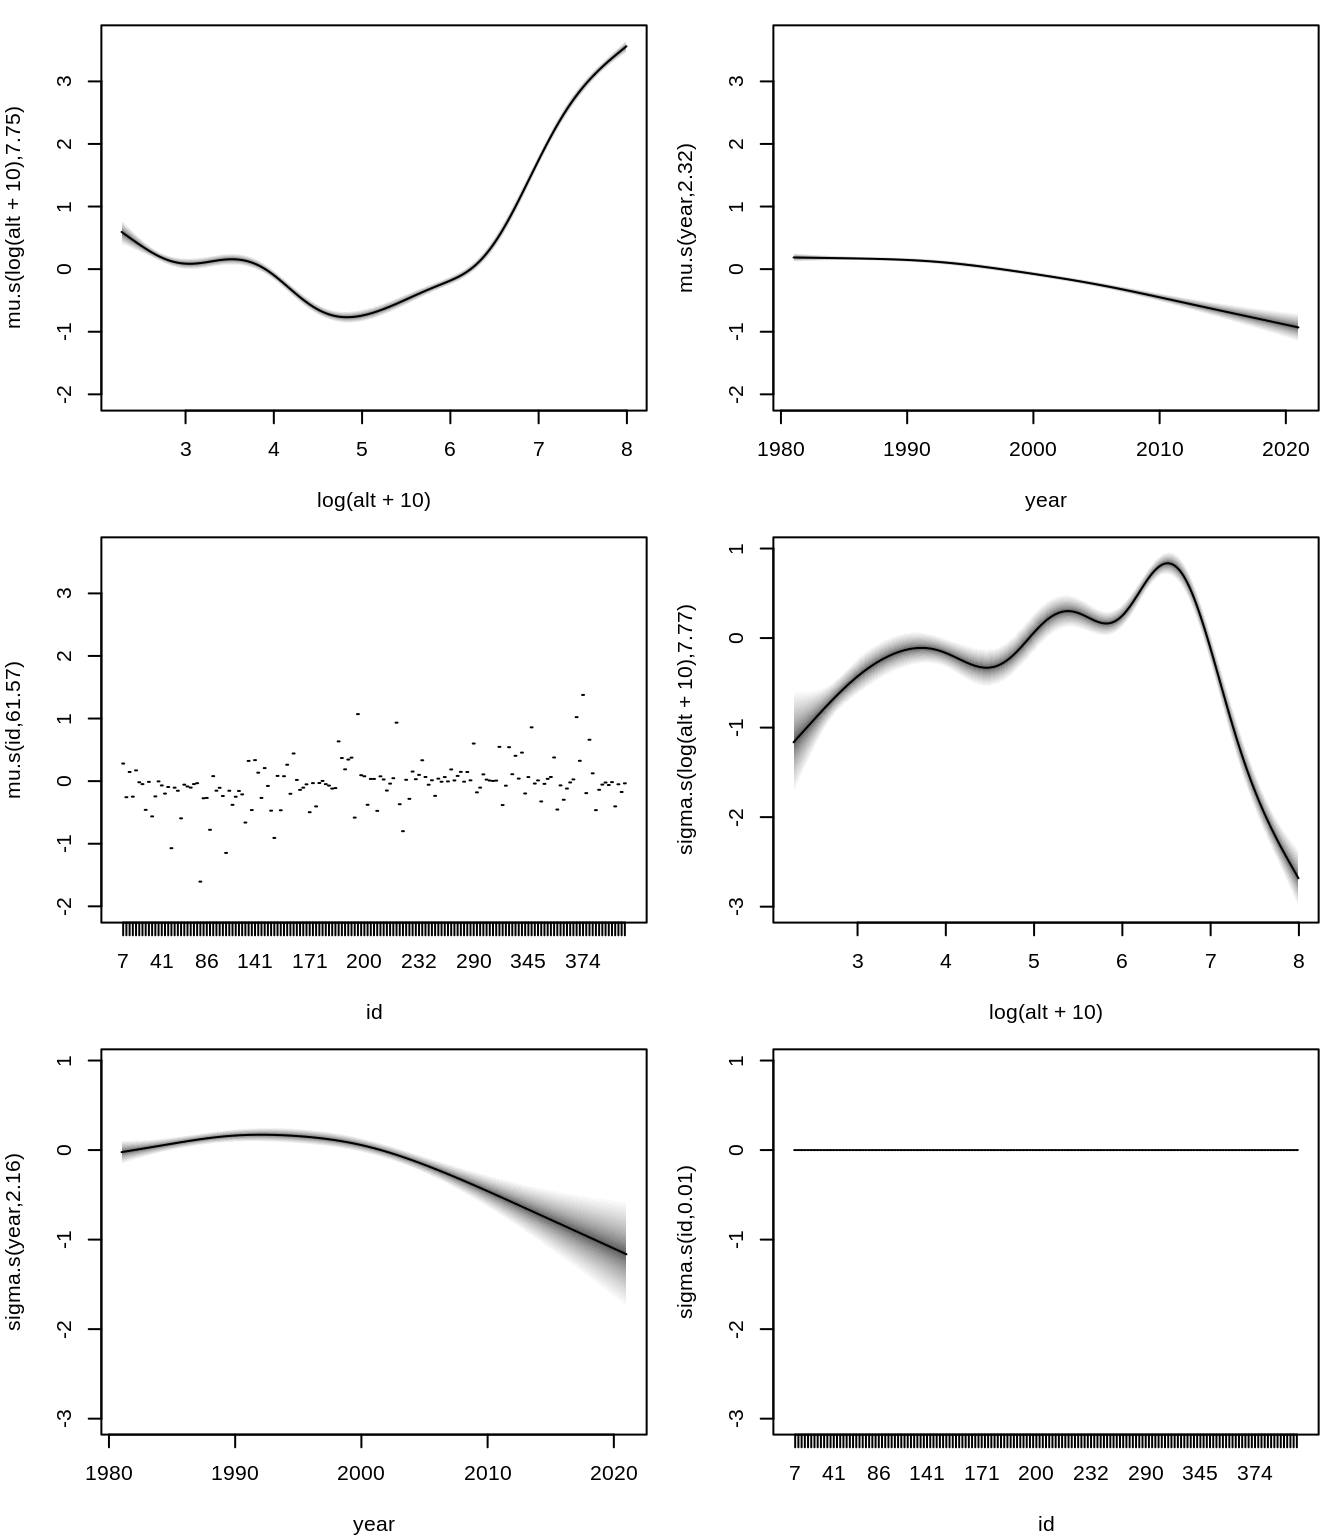 mu.s(log(alt + 10),7.75)
3
2
1
0
-1
-2
3 4 5 6 7 8
log(alt + 10)
mu.s(year,2.32)
3
2
1
0
-1
-2
1980 1990 2000 2010 2020
year
mu.s(id,61.57)
3
2
1
0
-1
-2
7 41 86 141 171 200 232 290 345 374
id
sigma.s(log(alt + 10),7.77)
1
0
-1
-2
-3
3 4 5 6 7 8
log(alt + 10)
sigma.s(year,2.16)
1
0
-1
-2
-3
1980 1990 2000 2010 2020
year
sigma.s(id,0.01)
1
0
-1
-2
-3
7 41 86 141 171 200 232 290 345 374
id